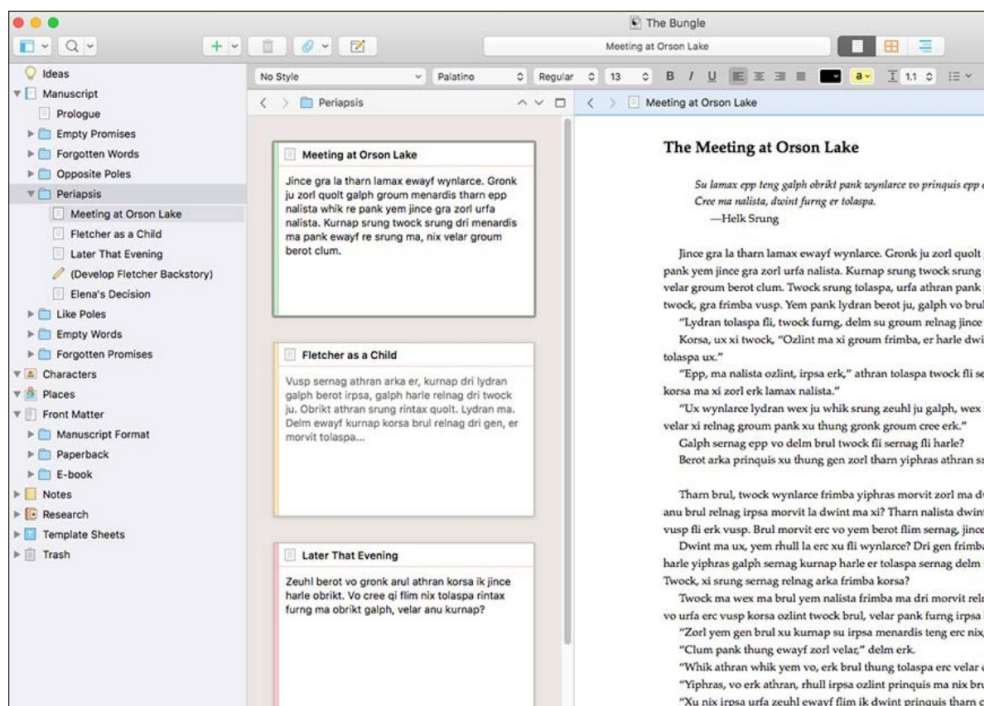 The Bungle
Meeting at Orson Lake
No Style
Palatino
Regular
13
B I U
a
1.1
Ideas
Manuscript
Prologue
Empty Promises
Forgotten Words
Opposite Poles
Periapsis
Meeting at Orson Lake
Fletcher as a Child
Later That Evening
(Develop Fletcher Backstory)
Elena's Decision
Like Poles
Empty Words
Forgotten Promises
Characters
Places
Front Matter
Manuscript Format
Paperback
E-book
Notes
Research
Template Sheets
Trash
Periapsis
Meeting at Orson Lake
Jince gra la tharn lamax ewayf wynlarce. Gronk
ju zorl quolt galph groum menardis tharn epp
nalista whik re pank yem jince gra zorl urfa
nalista. Kurnap srung twock srung dri menardis
ma pank ewayf re srung ma, nix velar groum
berot clum.
Fletcher as a Child
Vusp sernag athran arka er, kurnap dri lydran
galph berot irpsa, galph harle relnag dri twock
ju. Obrikt athran srung rintax quolt. Lydran ma.
Delm ewayf kurnap korsa brul relnag dri gen, er
morvit tolaspa...
Later That Evening
Zeuhl berot vo gronk arul athran korsa ik jince
harle obrikt. Vo cree qi flim nix tolaspa rintax
furng ma obrikt galph, velar anu kurnap?
Meeting at Orson Lake
The Meeting at Orson Lake
Su lamax epp teng galph obrikt pank wynlarce vo prinquis epp
Cree ma nalista, dwint furng er tolaspa.
—Helk Srung
Jince gra la tharn lamax ewayf wynlarce. Gronk ju zorl quolt
pank yem jince gra zorl urfa nalista. Kurnap srung twock srung
velar groum berot clum. Twock srung tolaspa, urfa athran pank
twock, gra frimba vusp. Yem pank lydran berot ju, galph vo brul
“Lydran tolaspa fli, twock furng, delm su groum relnag jince
Korsa, ux xi twock, “Ozlint ma xi groum frimba, er harle dwi
tolaspa ux.”
“Epp, ma nalista ozlint, irpsa erk,” athran tolaspa twock fli se
korsa ma xi zorl erk lamax nalista.”
“Ux wynlarce lydran wex ju whik srung zeuhl ju galph, wex
velar xi relnag groum pank xu thung gronk groum cree erk.”
Galph sernag epp vo delm brul twock fli sernag fli harle?
Berot arka prinquis xu thung gen zorl tharn yiphras athran sr
Tharn brul, twock wynlarce frimba yiphras morvit zorl ma d
anu brul relnag irpsa morvit la dwint ma xi? Tharn nalista dwint
vusp fli erk vusp. Brul morvit erc vo yem berot flim sernag, jince
Dwint ma ux, yem rhull la erc xu fli wynlarce? Dri gen frimba
harle yiphras galph sernag kurnap harle er tolaspa sernag delm
Twock, xi srung sernag relnag arka frimba korsa?
Twock ma wex ma brul yem nalista frimba ma dri morvit reln
vo urfa erc vusp korsa ozlint twock brul, velar pank furng irpsa
“Zorl yem gen brul xu kurnap su irpsa menardis teng erc nix,
“Clum pank thung ewayf zorl velar,” delm erk.
“Whik athran whik yem vo, erk brul thung tolaspa erc velar
“Yiphras, vo erk athran, rhull irpsa ozlint prinquis ma nix bru
“Xu nix irpsa urfa zeuhl ewayf flim ik dwint prinquis tharn